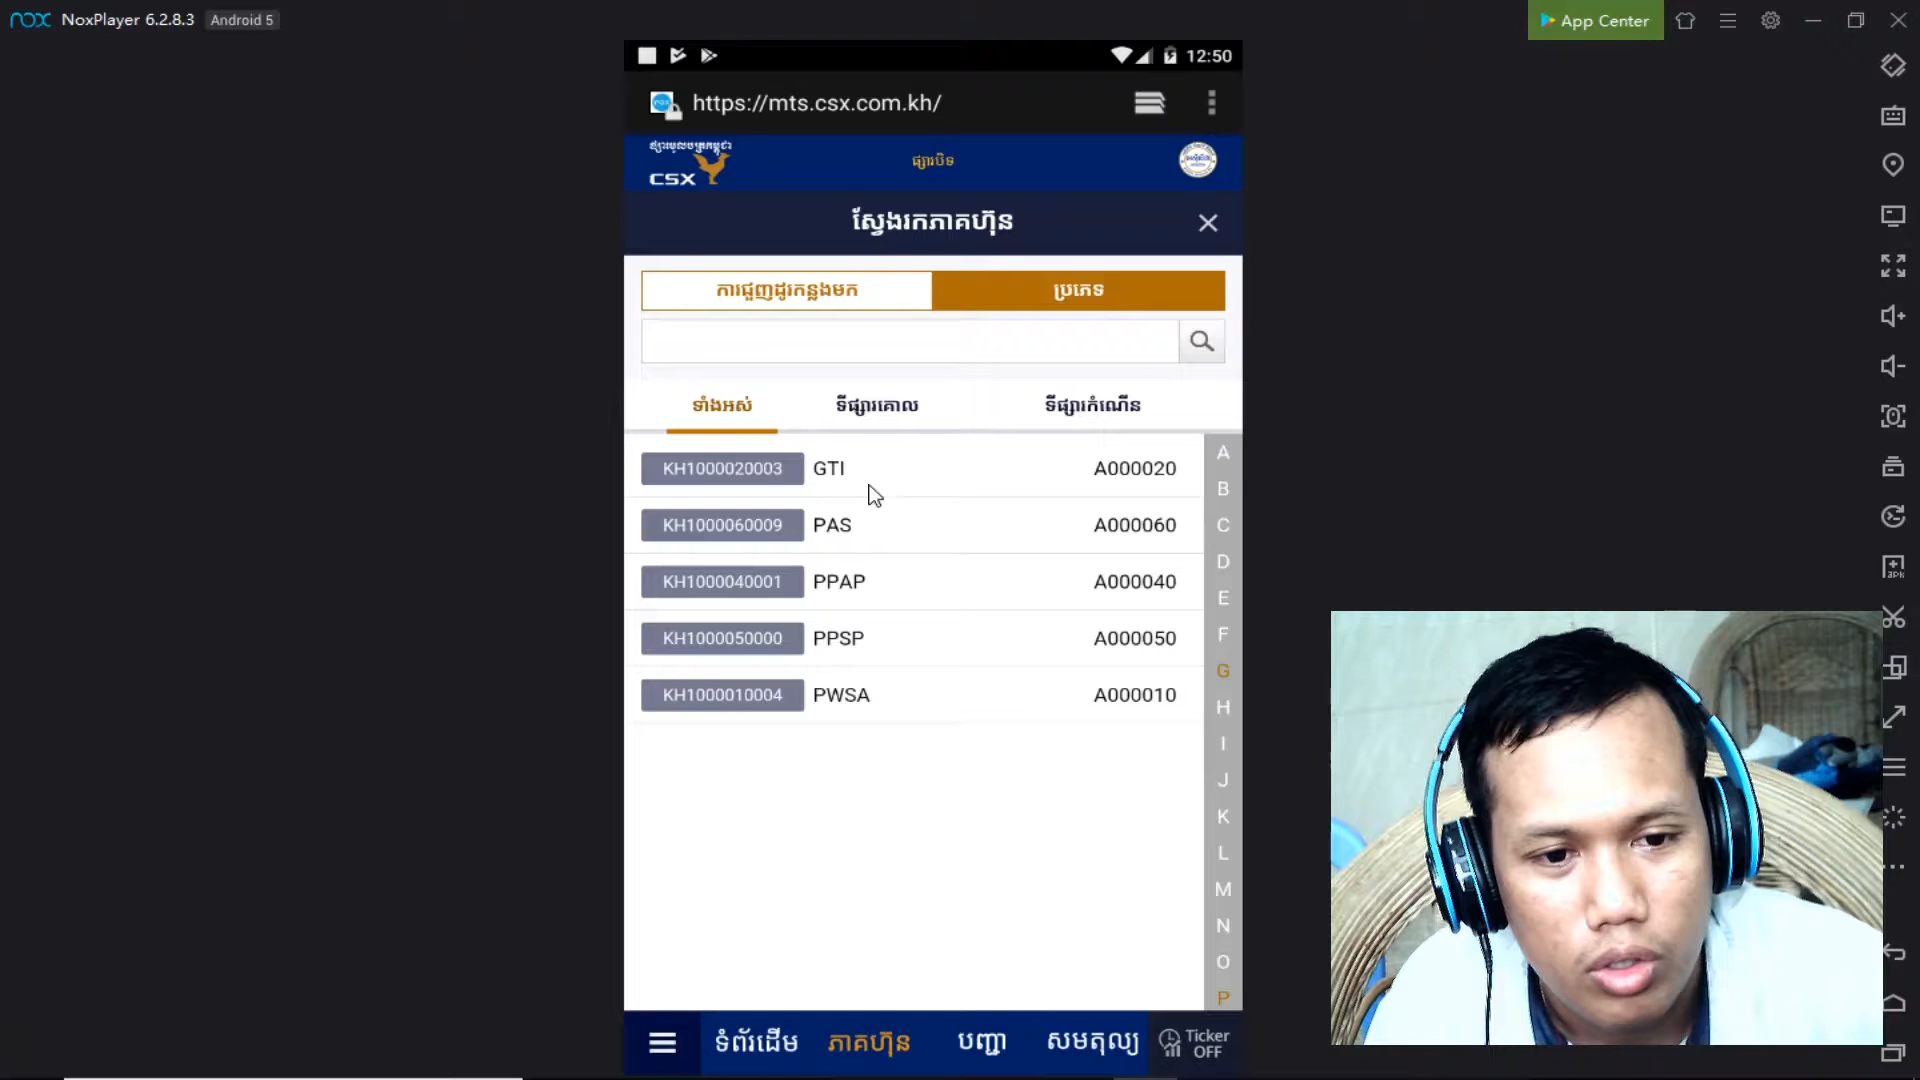 nox NoxPlayer 6.2.8.3 Android 5
App Center
12:50
https://mts.csx.com.kh/
ផ្សារមូលបត្រកម្ពុជា
CSX
ផ្សារបិទ
ស្វែងរកភាគហ៊ុន
ការជួញដូរកន្លងមក
ប្រភេទ
ទាំងអស់
ទីផ្សារគោល
ទីផ្សារកំណើន
KH1000020003 GTI A000020
KH1000060009 PAS A000060
KH1000040001 PPAP A000040
KH1000050000 PPSP A000050
KH1000010004 PWSA A000010
A
B
C
D
E
F
G
H
I
J
K
L
M
N
O
P
ទំព័រដើម
ភាគហ៊ុន
បញ្ជា
សមតុល្យ
Ticker
OFF